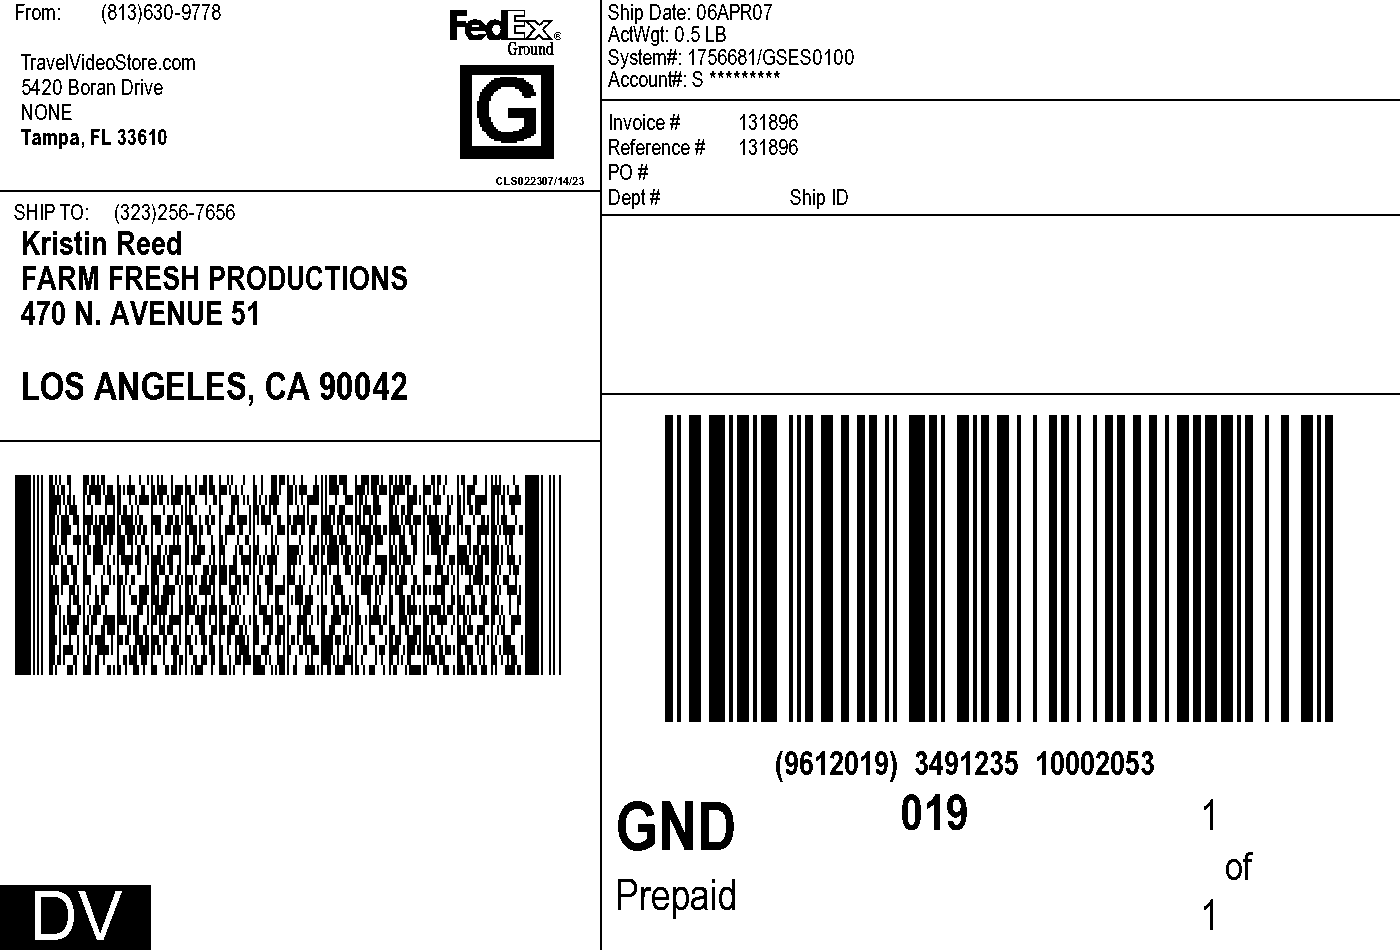 From: (813)630-9778
TravelVideoStore.com
5420 Boran Drive
NONE
Tampa, FL 33610
FedEx®
Ground
G
CLS022307/14/23
SHIP TO: (323)256-7656
Kristin Reed
FARM FRESH PRODUCTIONS
470 N. AVENUE 51
LOS ANGELES, CA 90042
DV
Ship Date: 06APR07
ActWgt: 0.5 LB
System#: 1756681/GSES0100
Account#: S *********
Invoice # 131896
Reference # 131896
PO #
Dept # Ship ID
(9612019) 3491235 10002053
GND 019 1
of
Prepaid 1